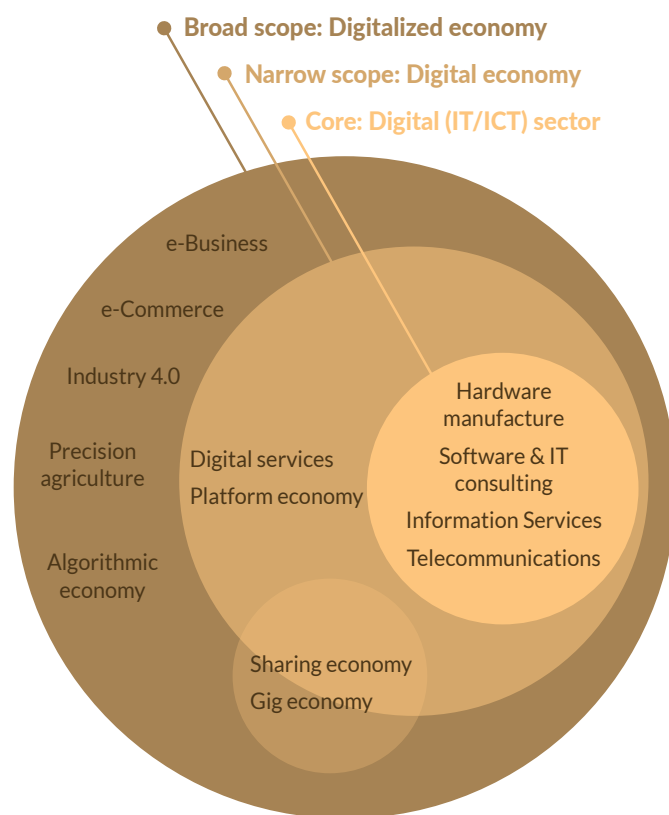 Broad scope: Digitalized economy
Narrow scope: Digital economy
Core: Digital (IT/ICT) sector
e-Business
e-Commerce
Industry 4.0
Precision
agriculture
Algorithmic
economy
Digital services
Platform economy
Hardware
manufacture
Software & IT
consulting
Information Services
Telecommunications
Sharing economy
Gig economy